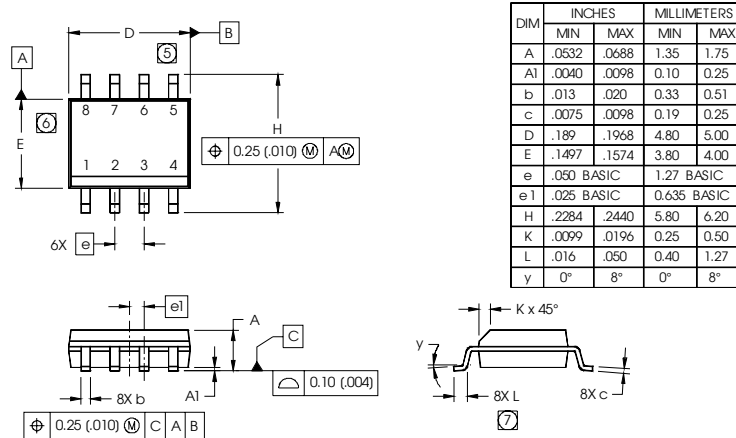 D
B
5
A
8 7 6 5
6
E
H
⌖ 0.25 (.010) Ⓜ AⓂ
1 2 3 4
6X e
DIM INCHES MILLIMETERS
MIN MAX MIN MAX
A .0532 .0688 1.35 1.75
A1 .0040 .0098 0.10 0.25
b .013 .020 0.33 0.51
c .0075 .0098 0.19 0.25
D .189 .1968 4.80 5.00
E .1497 .1574 3.80 4.00
e .050 BASIC 1.27 BASIC
e1 .025 BASIC 0.635 BASIC
H .2284 .2440 5.80 6.20
K .0099 .0196 0.25 0.50
L .016 .050 0.40 1.27
y 0° 8° 0° 8°
e1
A
C
A1
8X b
⌓ 0.10 (.004)
⌖ 0.25 (.010) Ⓜ C A B
K x 45°
y
8X L
8X c
7